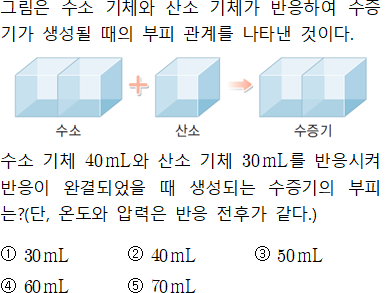 그림은 수소 기체와 산소 기체가 반응하여 수증
기가 생성될 때의 부피 관계를 나타낸 것이다.
수소 산소 수증기
수소 기체 40mL와 산소 기체 30mL를 반응시켜
반응이 완결되었을 때 생성되는 수증기의 부피
는?(단, 온도와 압력은 반응 전후가 같다.)
① 30mL ② 40mL ③ 50mL
④ 60mL ⑤ 70mL